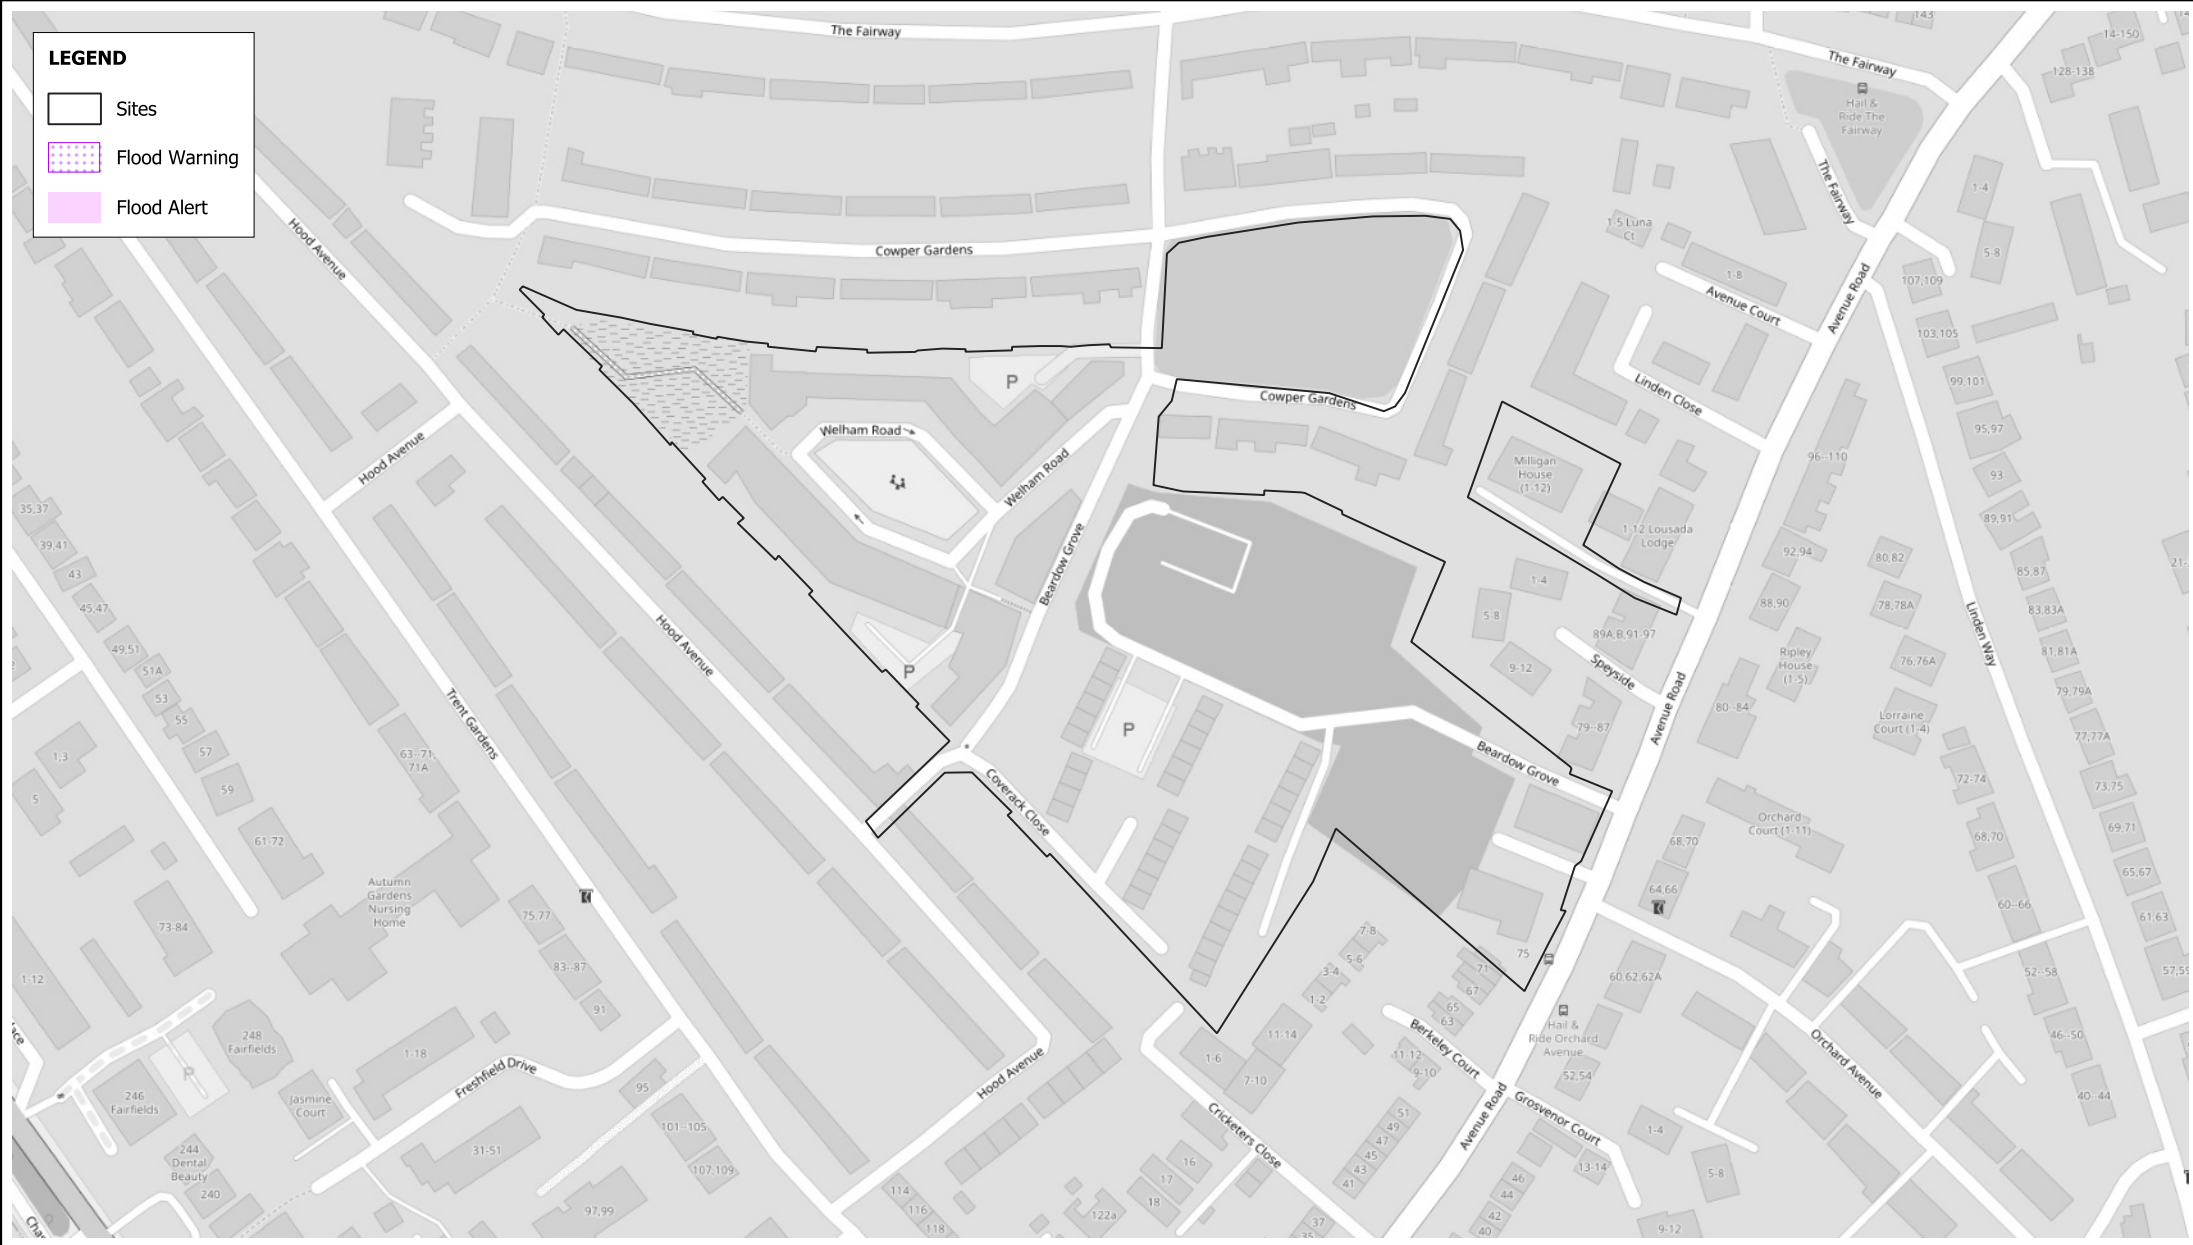 LEGEND
Sites
Flood Warning
Flood Alert
The Fairway
The Fairway
Hail &
Ride The
Fairway
The Fairway
143
14-150
128-138
1-4
5-8
107,109
103,105
99,101
95,97
93
89,91
85,87
83,83A
81,81A
79,79A
77,77A
73,75
69,71
65,67
61,63
57,59
Hood Avenue
Cowper Gardens
1-5 Luna
Ct
1-8
Avenue Court
Avenue Road
Linden Close
P
Cowper Gardens
Welham Road
Welham Road
Milligan
House
(1-12)
1-12 Lousada
Lodge
96--110
92,94
88,90
80,82
78,78A
76,76A
Linden Way
Hood Avenue
35,37
39,41
43
45,47
49,51
51A
53
55
57
59
61-72
1,3
5
73-84
1-12
Beardow Grove
1-4
5-8
9-12
89A,B,91-97
Speyside
79--87
Ripley
House
(1-5)
Lorraine
Court (1-4)
80--84
Avenue Road
Hood Avenue
P
P
Trent Gardens
63--71,
71A
Beardow Grove
Coverack Close
Orchard
Court (1-11)
72-74
68,70
60--66
52--58
46--50
40--44
68,70
64,66
Autumn
Gardens
Nursing
Home
75,77
83--87
91
75
71
67
65
63
7-8
5-6
3-4
1-2
11-14
1-6
7-10
60,62,62A
Hail &
Ride Orchard
Avenue
52,54
Berkeley Court
11-12
9-10
Orchard Avenue
248
Fairfields
P
246
Fairfields
1-18
Freshfield Drive
Jasmine
Court
95
101--105
107,109
31-51
244
Dental
Beauty
240
97,99
Hood Avenue
Cricketers Close
Avenue Road
Grosvenor Court
1-4
5-8
13-14
9-12
51
49
47
45
43
41
46
44
42
40
37
35
16
17
18
122a
114
116
118